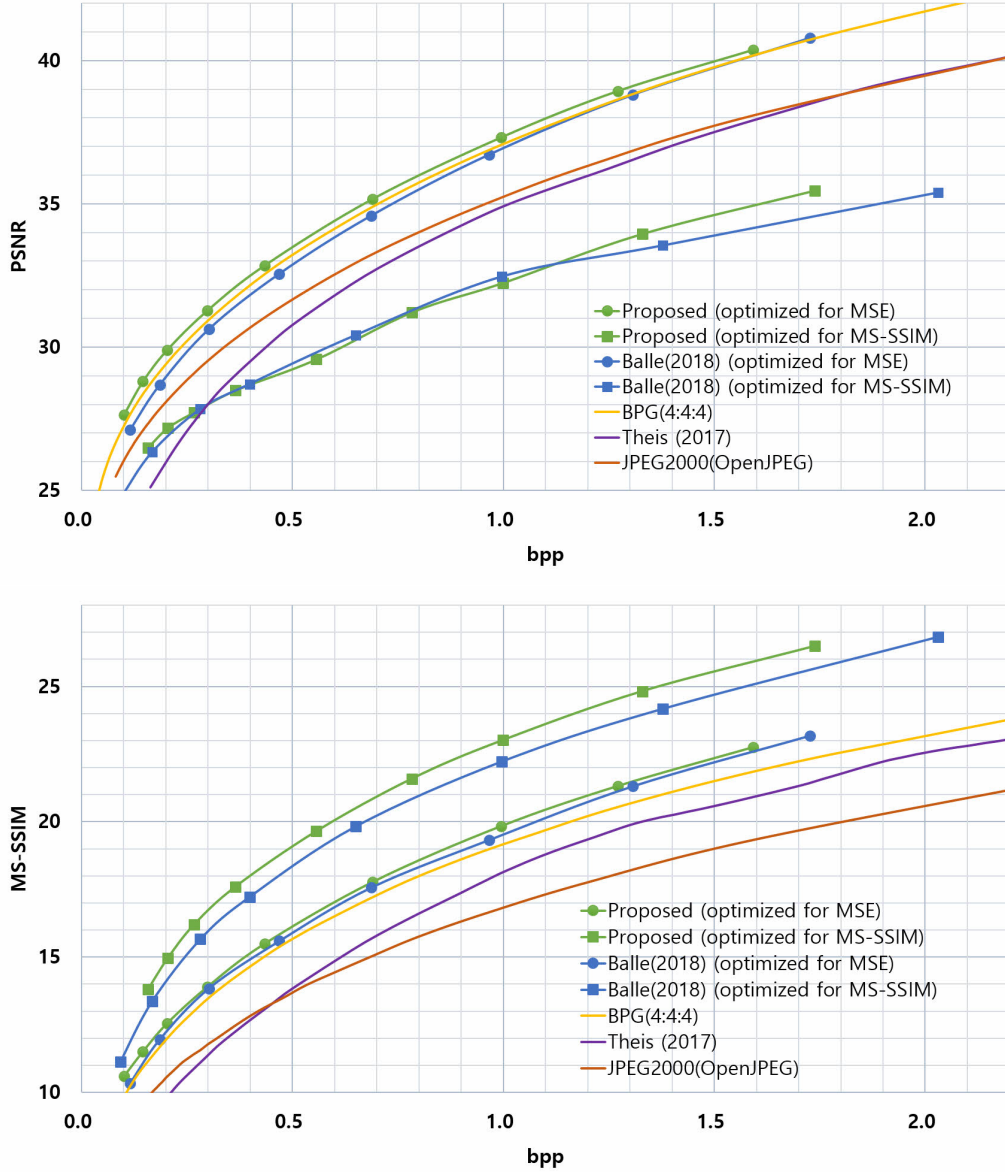 40
35
30
25
PSNR
Proposed (optimized for MSE)
Proposed (optimized for MS-SSIM)
Balle(2018) (optimized for MSE)
Balle(2018) (optimized for MS-SSIM)
BPG(4:4:4)
Theis (2017)
JPEG2000(OpenJPEG)
0.0 0.5 1.0 1.5 2.0
bpp
25
20
15
10
MS-SSIM
Proposed (optimized for MSE)
Proposed (optimized for MS-SSIM)
Balle(2018) (optimized for MSE)
Balle(2018) (optimized for MS-SSIM)
BPG(4:4:4)
Theis (2017)
JPEG2000(OpenJPEG)
0.0 0.5 1.0 1.5 2.0
bpp